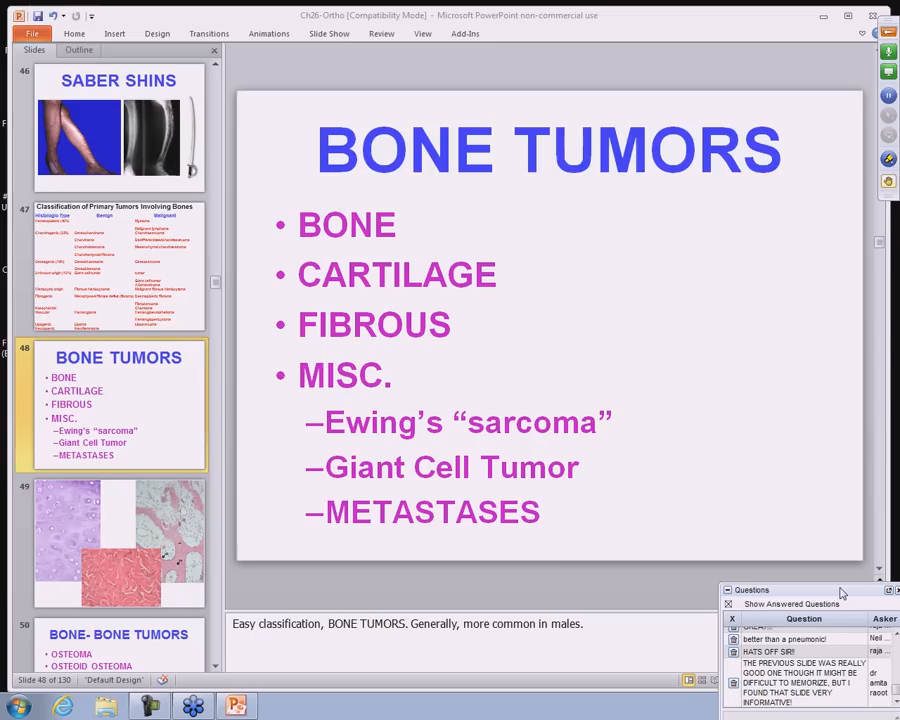 Ch26-Ortho [Compatibility Mode] - Microsoft PowerPoint non-commercial use
File Home Insert Design Transitions Animations Slide Show Review View Add-Ins
Slides Outline
46
SABER SHINS
47
Classification of Primary Tumors Involving Bones
Histologic Type Benign Malignant
48
BONE TUMORS
• BONE
• CARTILAGE
• FIBROUS
• MISC.
–Ewing's “sarcoma”
–Giant Cell Tumor
–METASTASES
49
50
BONE- BONE TUMORS
• OSTEOMA
• OSTEOID OSTEOMA
BONE TUMORS
• BONE
• CARTILAGE
• FIBROUS
• MISC.
–Ewing’s “sarcoma”
–Giant Cell Tumor
–METASTASES
Easy classification, BONE TUMORS. Generally, more common in males.
Questions
Show Answered Questions
X Question Asker
better than a pneumonic! Neil ...
HATS OFF SIR!! raja ...
THE PREVIOUS SLIDE WAS REALLY
GOOD ONE THOUGH IT MIGHT BE dr
DIFFICULT TO MEMORIZE, BUT I amita
FOUND THAT SLIDE VERY raoot
INFORMATIVE!
Slide 48 of 130 "Default Design"